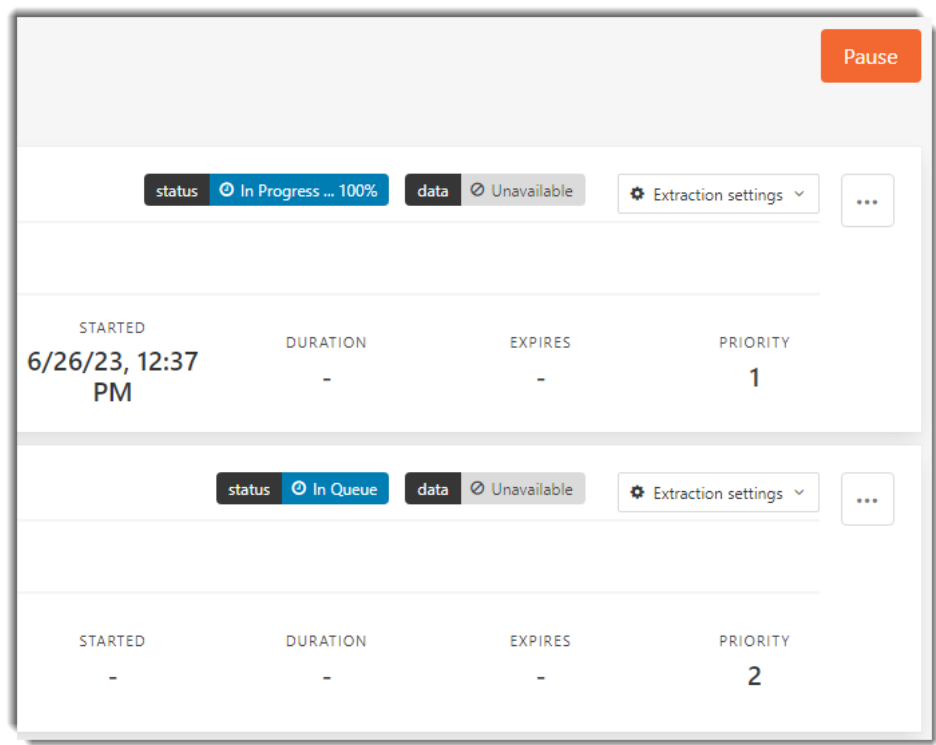 Pause
status In Progress ... 100% data Unavailable Extraction settings
STARTED DURATION EXPIRES PRIORITY
6/26/23, 12:37 PM - - 1
status In Queue data Unavailable Extraction settings
STARTED DURATION EXPIRES PRIORITY
- - - 2